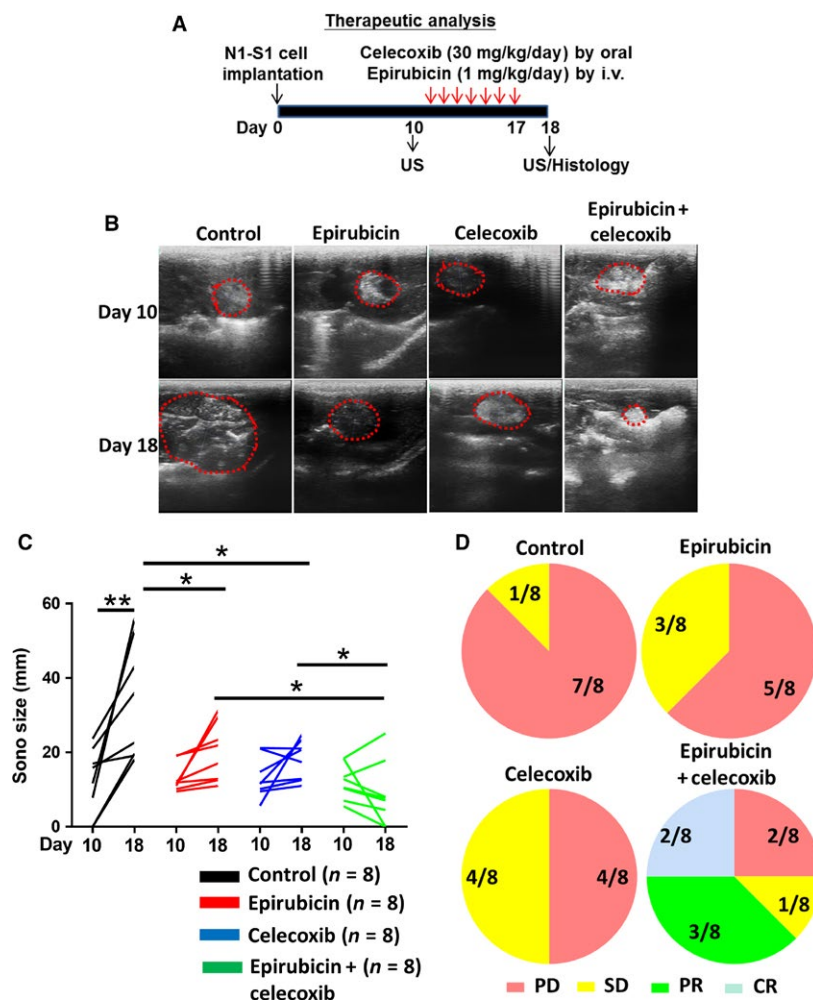 A
Therapeutic analysis
N1-S1 cell
implantation
Celecoxib (30 mg/kg/day) by oral
Epirubicin (1 mg/kg/day) by i.v.
Day 0 10 17 18
US
US/Histology
B
Control Epirubicin Celecoxib Epirubicin +
celecoxib
Day 10
Day 18
C
*
*
**
*
*
Sono size (mm)
60
40
20
0
Day 10 18 10 18 10 18 10 18
Control (n = 8)
Epirubicin (n = 8)
Celecoxib (n = 8)
Epirubicin + (n = 8)
celecoxib
D
Control Epirubicin
1/8
7/8
3/8
5/8
Celecoxib Epirubicin
+ celecoxib
4/8 4/8
2/8 2/8
1/8
3/8
PD SD PR CR